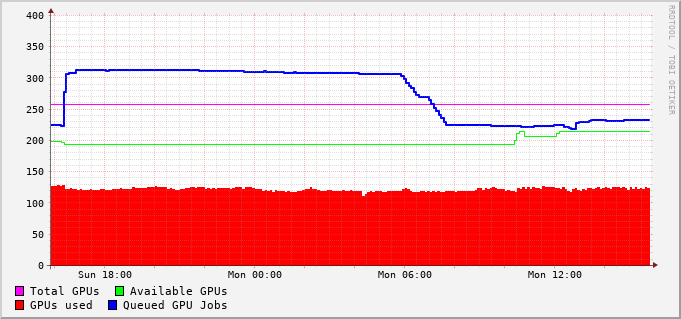 400
350
300
250
200
150
100
50
0
Sun 18:00 Mon 00:00 Mon 06:00 Mon 12:00
Total GPUs Available GPUs
GPUs used Queued GPU Jobs
RRDTOOL / TOBI OETIKER